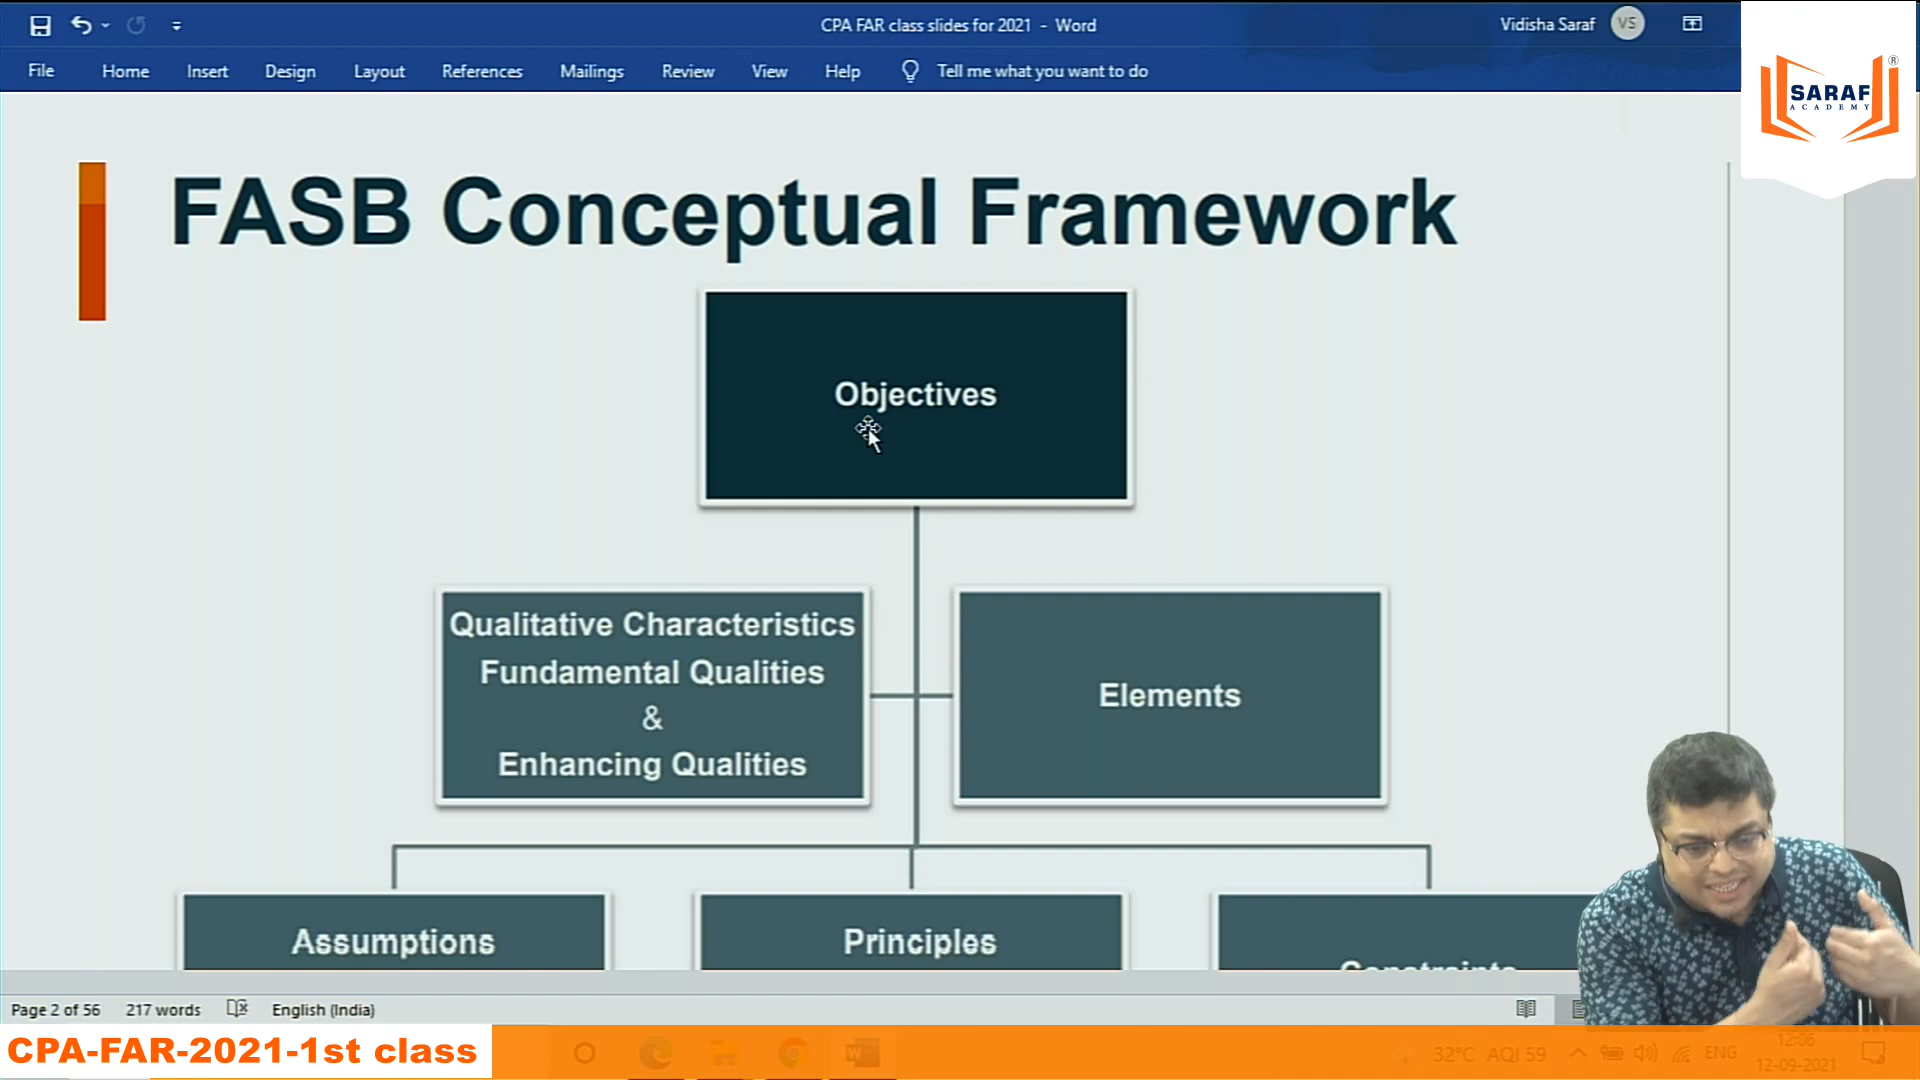 CPA FAR class slides for 2021 - Word
Vidisha Saraf
VS
File Home Insert Design Layout References Mailings Review View Help Tell me what you want to do
SARAF
ACADEMY
®
FASB Conceptual Framework
Objectives
Qualitative Characteristics
Fundamental Qualities
&
Enhancing Qualities
Elements
Assumptions
Principles
Constraints
Page 2 of 56 217 words English (India)
CPA-FAR-2021-1st class
32°C AQI 59
ENG
12:06
12-09-2021